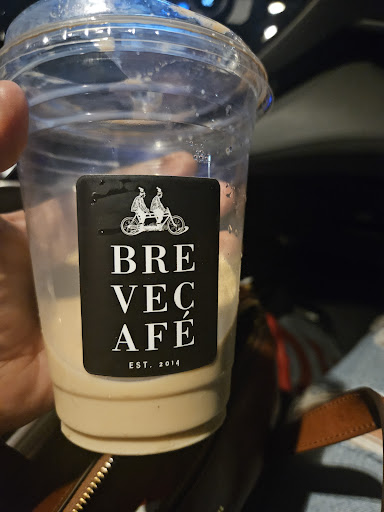 BRE
VEC
AFÉ
EST. 2014